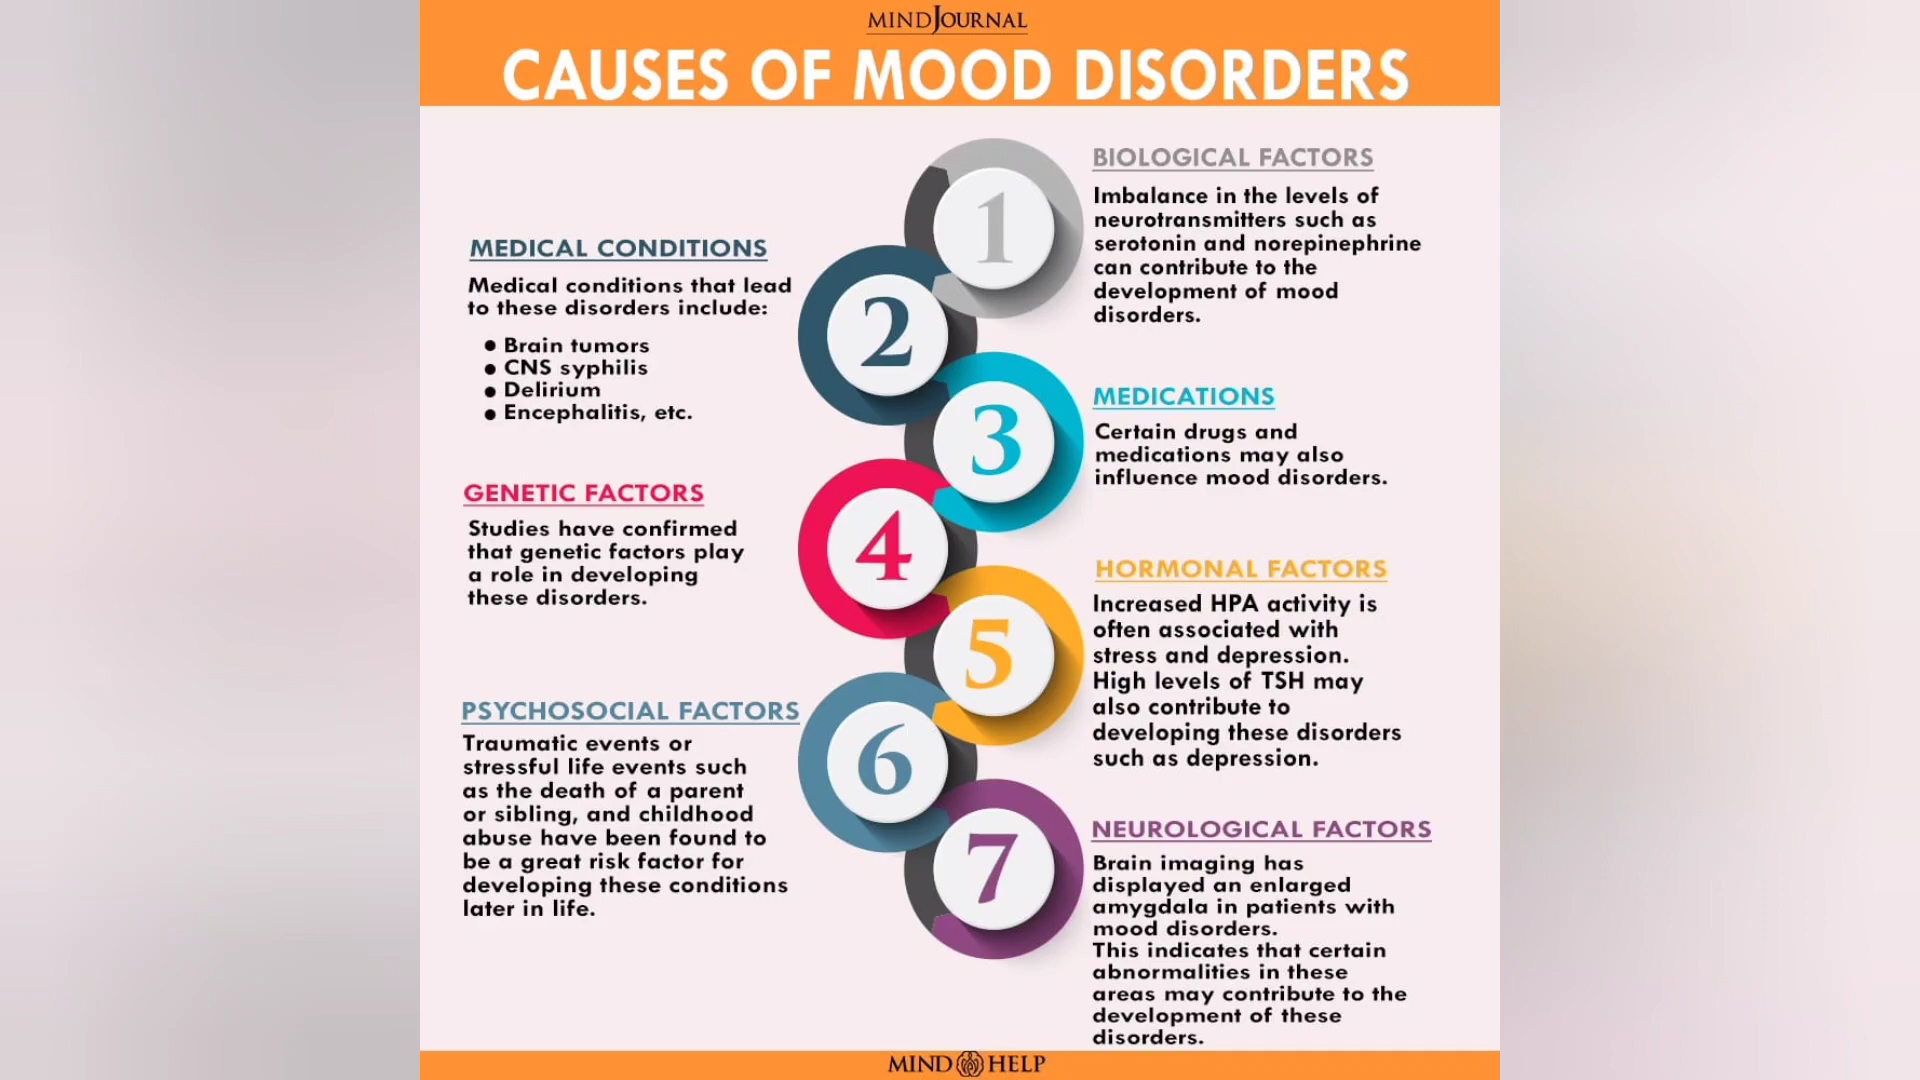 MINDJOURNAL
CAUSES OF MOOD DISORDERS
1
BIOLOGICAL FACTORS
Imbalance in the levels of
neurotransmitters such as
serotonin and norepinephrine
can contribute to the
development of mood
disorders.
2
MEDICAL CONDITIONS
Medical conditions that lead
to these disorders include:
● Brain tumors
● CNS syphilis
● Delirium
● Encephalitis, etc.
3
MEDICATIONS
Certain drugs and
medications may also
influence mood disorders.
4
GENETIC FACTORS
Studies have confirmed
that genetic factors play
a role in developing
these disorders.
5
HORMONAL FACTORS
Increased HPA activity is
often associated with
stress and depression.
High levels of TSH may
also contribute to
developing these disorders
such as depression.
6
PSYCHOSOCIAL FACTORS
Traumatic events or
stressful life events such
as the death of a parent
or sibling, and childhood
abuse have been found to
be a great risk factor for
developing these conditions
later in life.
7
NEUROLOGICAL FACTORS
Brain imaging has
displayed an enlarged
amygdala in patients with
mood disorders.
This indicates that certain
abnormalities in these
areas may contribute to the
development of these
disorders.
MIND HELP